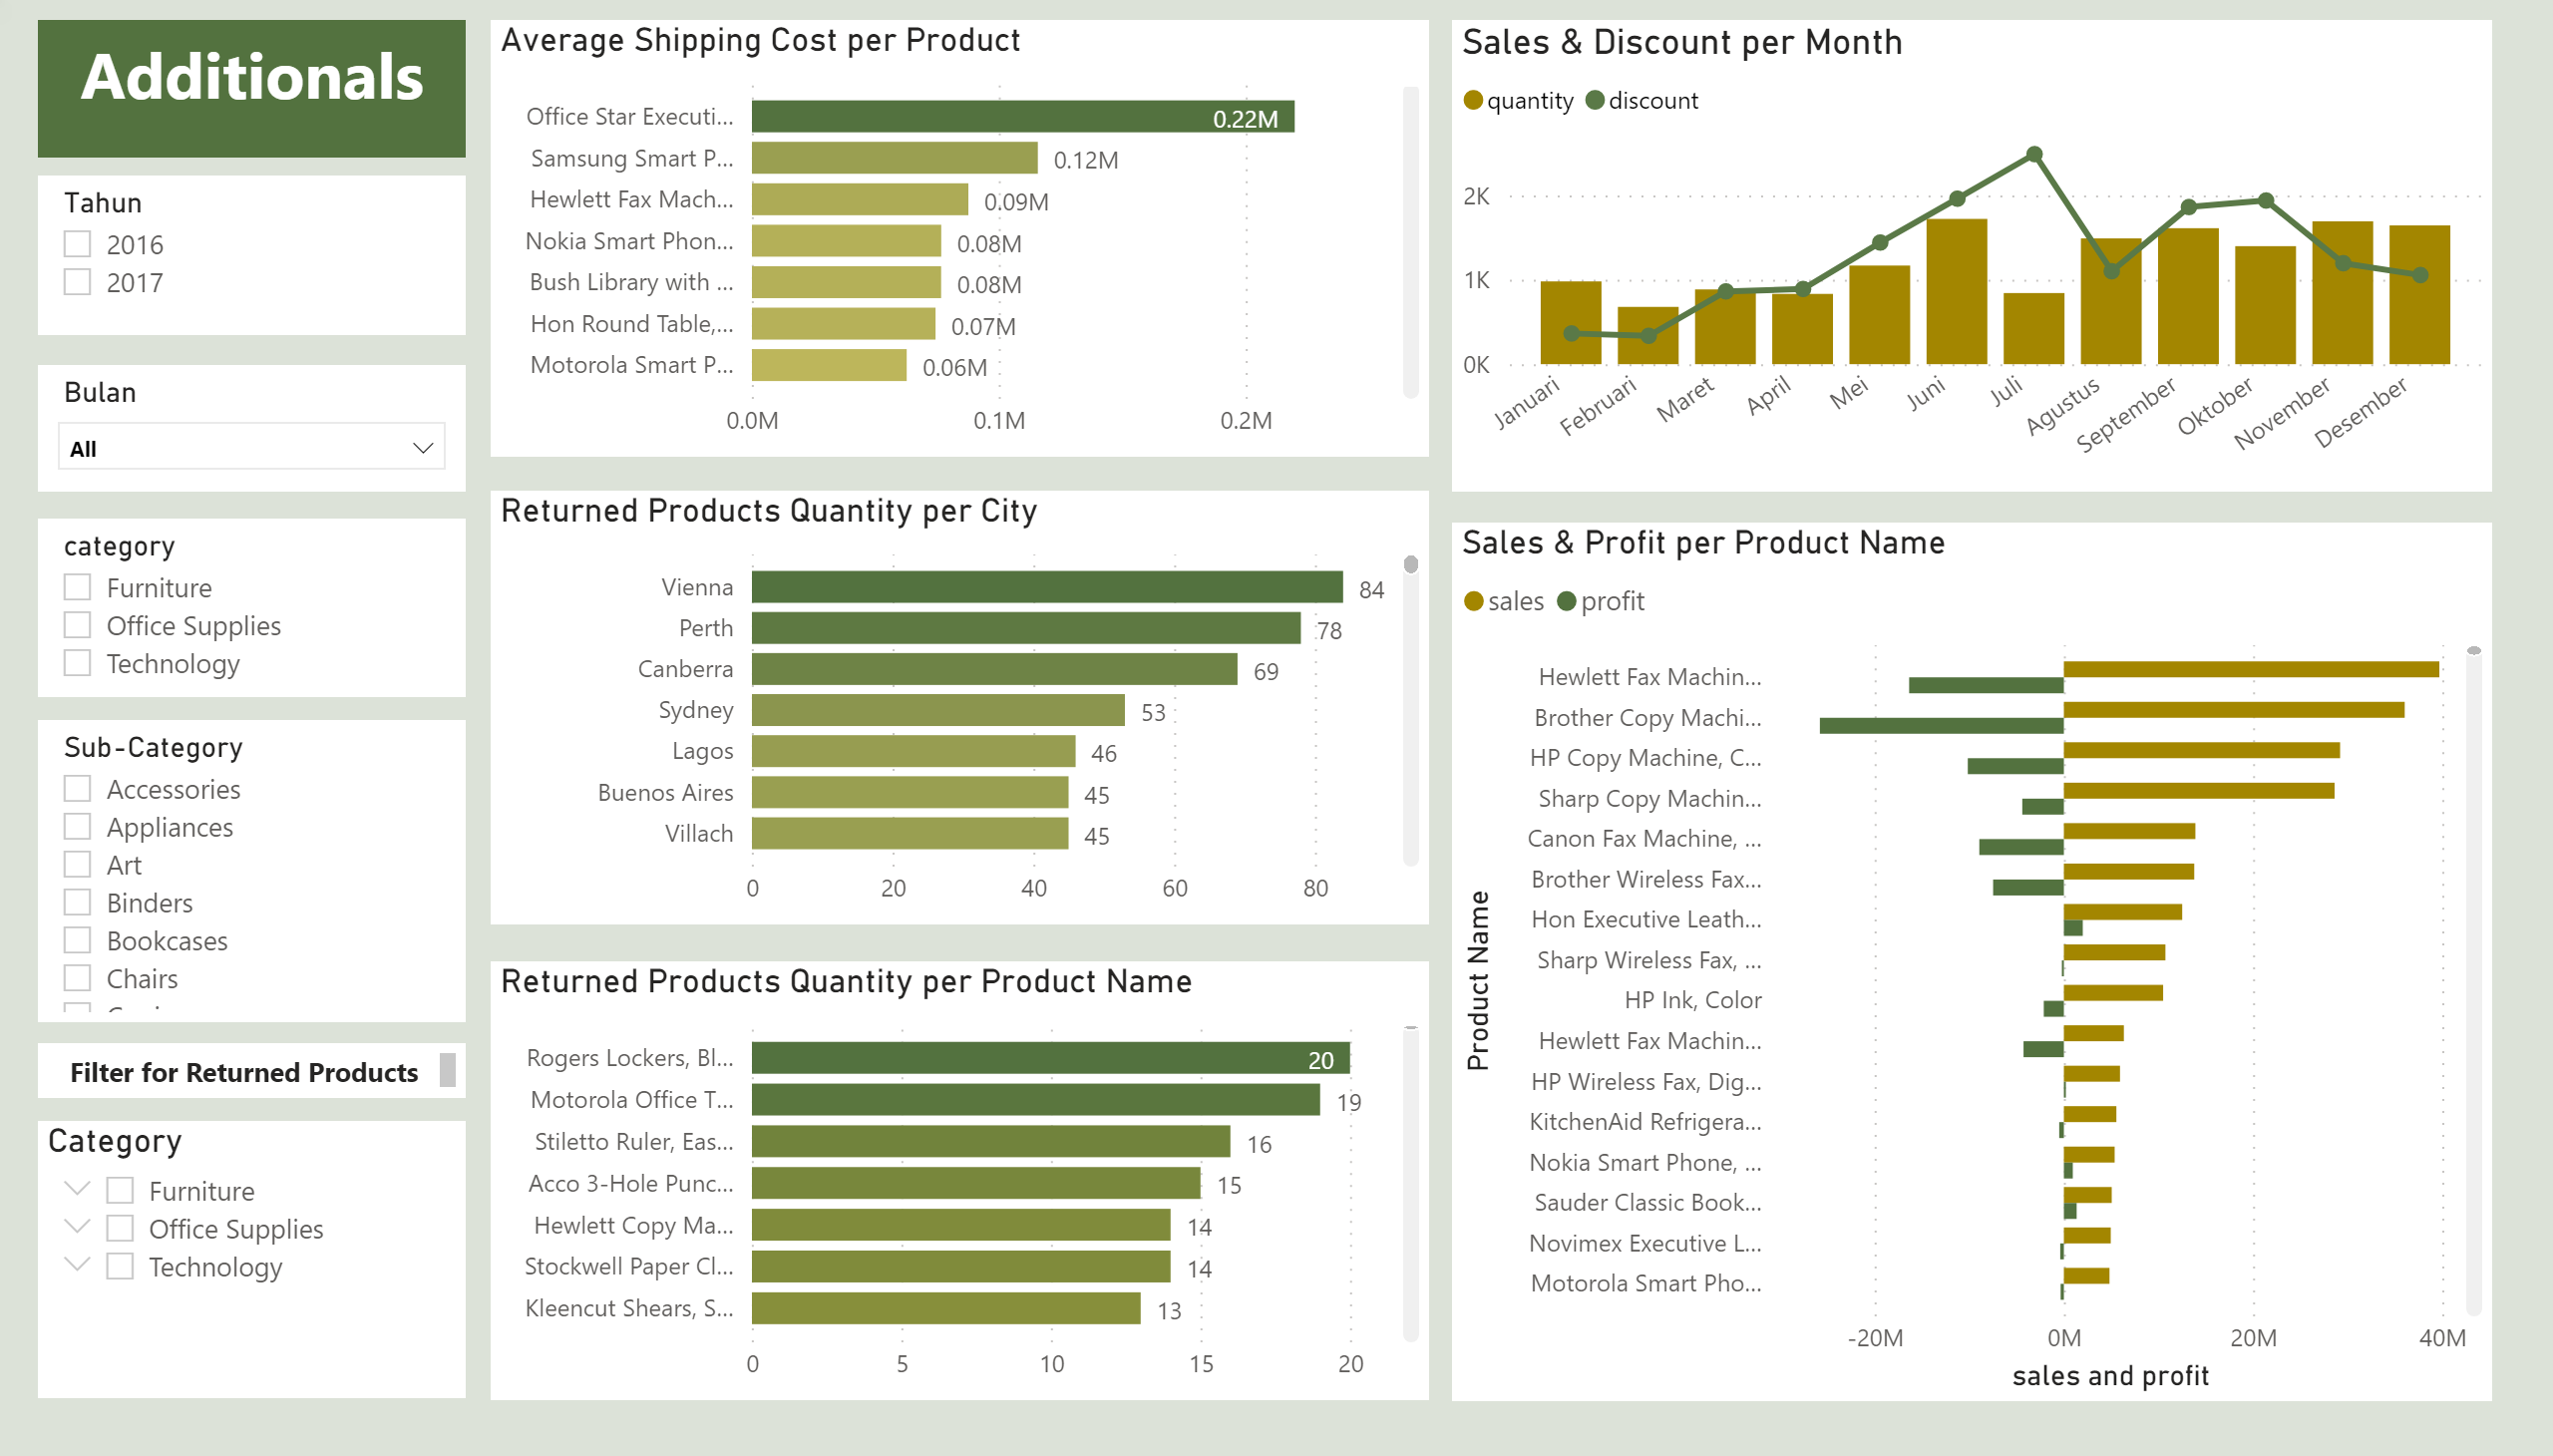 Additionals
Tahun
2016
2017
Bulan
All
category
Furniture
Office Supplies
Technology
Sub-Category
Accessories
Appliances
Art
Binders
Bookcases
Chairs
Filter for Returned Products
Category
Furniture
Office Supplies
Technology
Average Shipping Cost per Product
Office Star Executi... 0.22M
Samsung Smart P... 0.12M
Hewlett Fax Mach... 0.09M
Nokia Smart Phon... 0.08M
Bush Library with ... 0.08M
Hon Round Table,... 0.07M
Motorola Smart P... 0.06M
0.0M 0.1M 0.2M
Returned Products Quantity per City
Vienna 84
Perth 78
Canberra 69
Sydney 53
Lagos 46
Buenos Aires 45
Villach 45
0 20 40 60 80
Returned Products Quantity per Product Name
Rogers Lockers, Bl... 20
Motorola Office T... 19
Stiletto Ruler, Eas... 16
Acco 3-Hole Punc... 15
Hewlett Copy Ma... 14
Stockwell Paper Cl... 14
Kleencut Shears, S... 13
0 5 10 15 20
Sales & Discount per Month
quantity discount
2K
1K
0K
Januari Februari Maret April Mei Juni Juli Agustus September Oktober November Desember
Sales & Profit per Product Name
sales profit
Product Name
Hewlett Fax Machin...
Brother Copy Machi...
HP Copy Machine, C...
Sharp Copy Machin...
Canon Fax Machine, ...
Brother Wireless Fax...
Hon Executive Leath...
Sharp Wireless Fax, ...
HP Ink, Color
Hewlett Fax Machin...
HP Wireless Fax, Dig...
KitchenAid Refrigera...
Nokia Smart Phone, ...
Sauder Classic Book...
Novimex Executive L...
Motorola Smart Pho...
-20M 0M 20M 40M
sales and profit